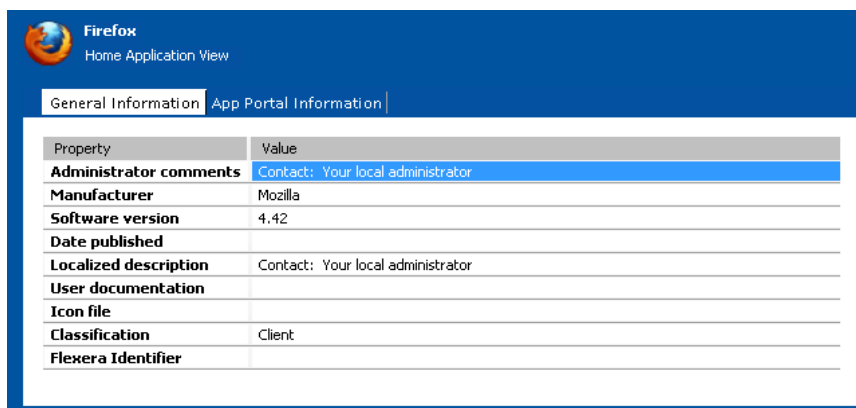 Firefox
Home Application View
General Information App Portal Information
Property Value
Administrator comments Contact: Your local administrator
Manufacturer Mozilla
Software version 4.42
Date published
Localized description Contact: Your local administrator
User documentation
Icon file
Classification Client
Flexera Identifier